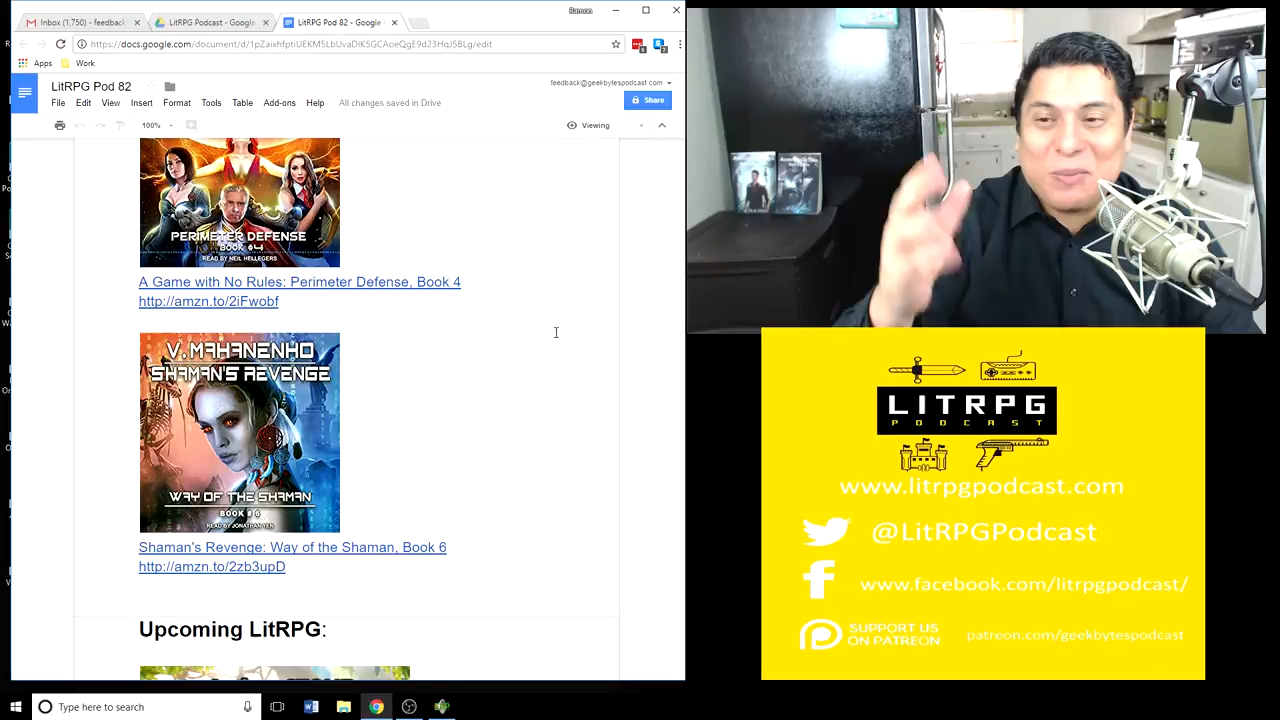 Ramon
Inbox (1,750) - feedback
LitRPG Podcast - Google
LitRPG Pod 82 - Google
https://docs.google.com/document/d/1pZaixhfptiUEKM5LbUvaDIK5GCAoeQgE9d23HqJ5BLg/edit
Apps
Work
LitRPG Pod 82
feedback@geekbytespodcast.com
File Edit View Insert Format Tools Table Add-ons Help All changes saved in Drive
Share
100%
Viewing
PERIMETER DEFENSE
BOOK #4
READ BY NEIL HELLEGERS
A Game with No Rules: Perimeter Defense, Book 4
http://amzn.to/2iFwobf
V. MAHANENKO
SHAMAN'S REVENGE
WAY OF THE SHAMAN
BOOK # 6
READ BY JONATHAN YEN
Shaman's Revenge: Way of the Shaman, Book 6
http://amzn.to/2zb3upD
Upcoming LitRPG:
LITRPG
PODCAST
www.litrpgpodcast.com
@LitRPGPodcast
www.facebook.com/litrpgpodcast/
SUPPORT US
ON PATREON
patreon.com/geekbytespodcast
Type here to search